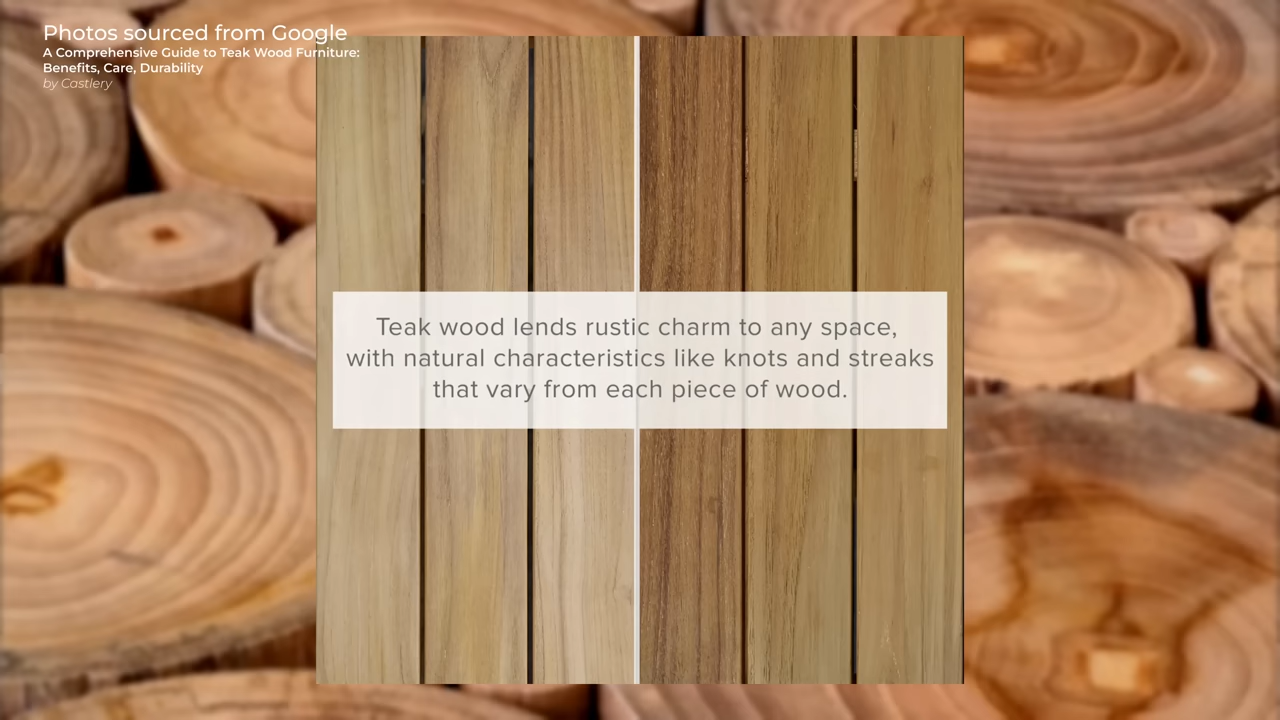 Photos sourced from Google
A Comprehensive Guide to Teak Wood Furniture:
Benefits, Care, Durability
by Castlery
Teak wood lends rustic charm to any space,
with natural characteristics like knots and streaks
that vary from each piece of wood.